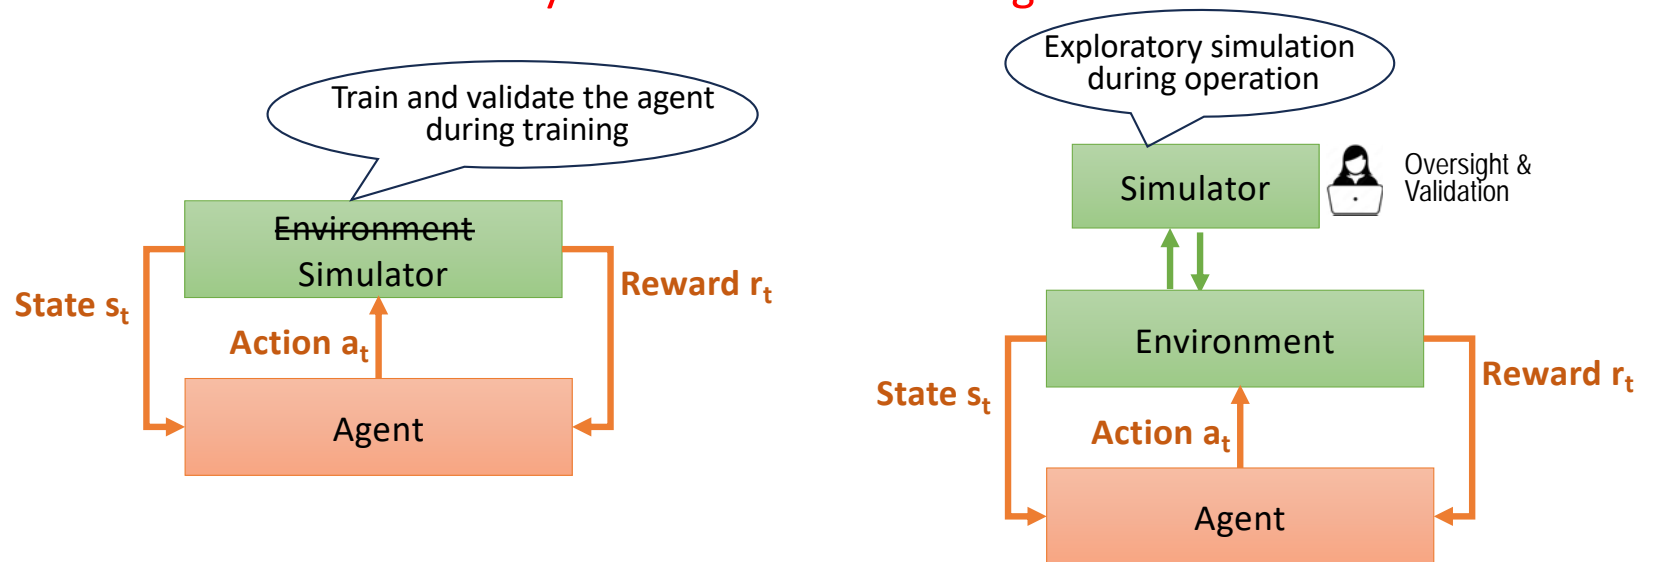 Train and validate the agent
during training
Environment
Simulator
State sₜ
Reward rₜ
Action aₜ
Agent
Exploratory simulation
during operation
Simulator
Oversight &
Validation
Environment
State sₜ
Reward rₜ
Action aₜ
Agent